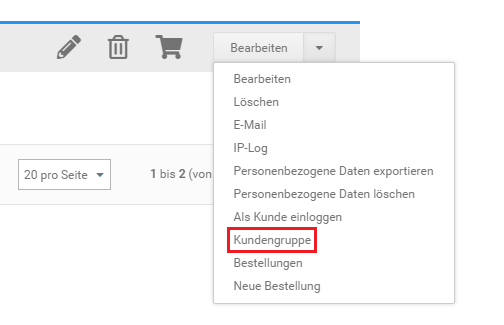 Bearbeiten
Bearbeiten
Löschen
E-Mail
IP-Log
Personenbezogene Daten exportieren
20 pro Seite 1 bis 2 (von
Personenbezogene Daten löschen
Als Kunde einloggen
Kundengruppe
Bestellungen
Neue Bestellung